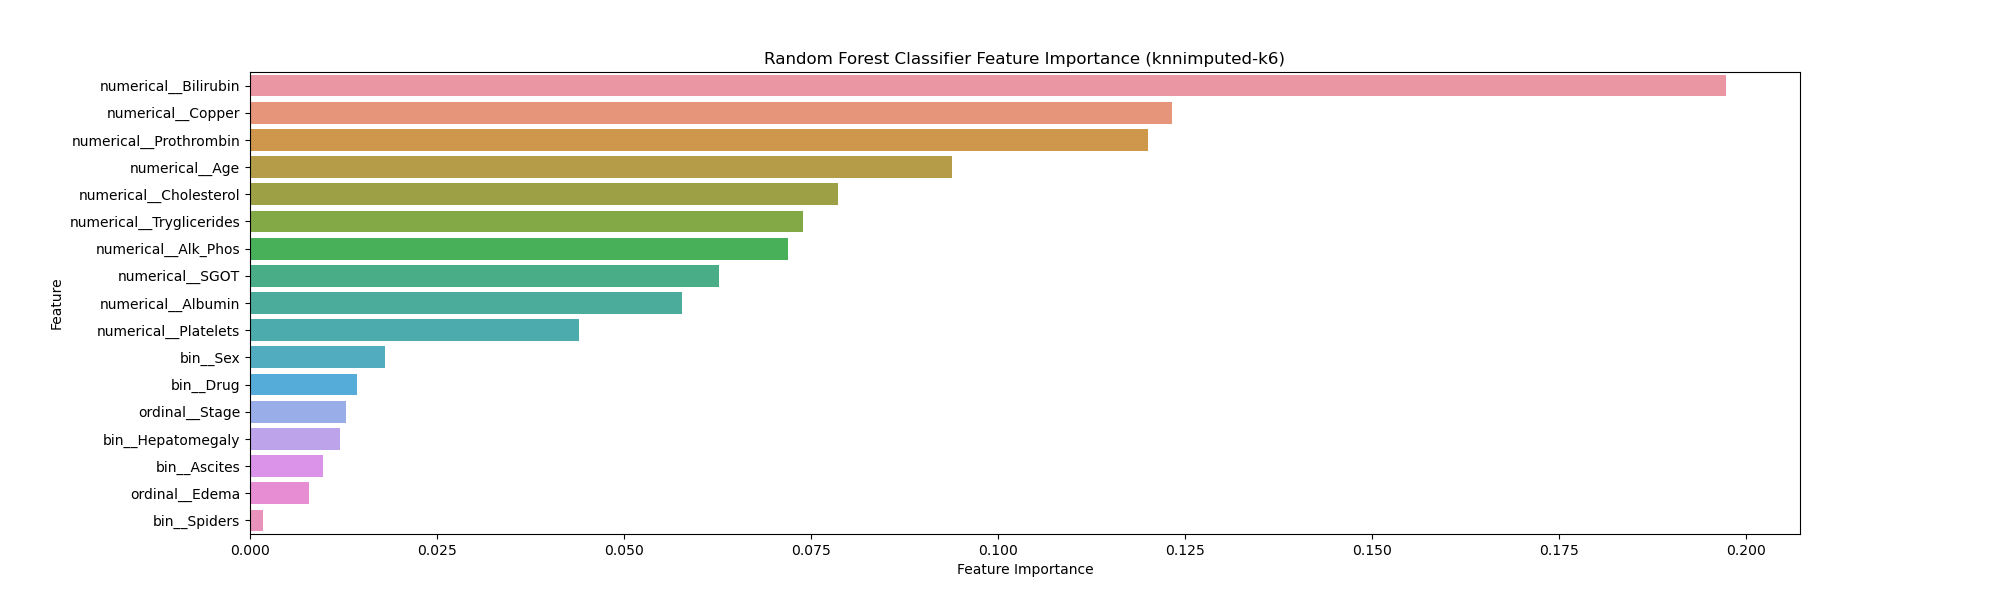 Random Forest Classifier Feature Importance (knnimputed-k6)
numerical__Bilirubin
numerical__Copper
numerical__Prothrombin
numerical__Age
numerical__Cholesterol
numerical__Tryglicerides
numerical__Alk_Phos
numerical__SGOT
numerical__Albumin
numerical__Platelets
bin__Sex
bin__Drug
ordinal__Stage
bin__Hepatomegaly
bin__Ascites
ordinal__Edema
bin__Spiders
Feature
0.000 0.025 0.050 0.075 0.100 0.125 0.150 0.175 0.200
Feature Importance